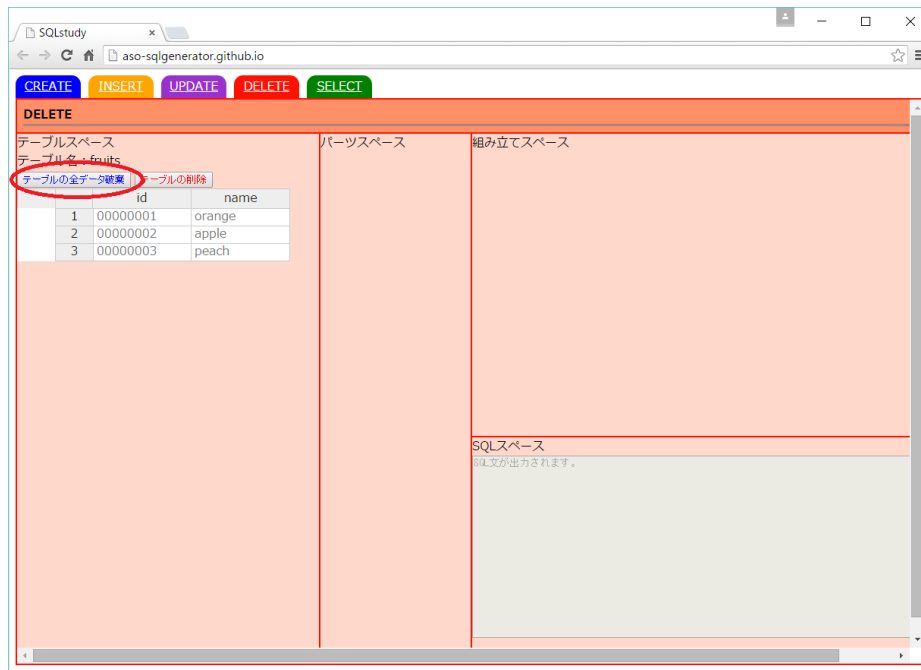 SQLstudy
aso-sqlgenerator.github.io
CREATE INSERT UPDATE DELETE SELECT
DELETE
テーブルスペース パーツスペース 組み立てスペース
テーブル名：fruits
テーブルの全データ破棄 テーブルの削除
id name
1 00000001 orange
2 00000002 apple
3 00000003 peach
SQLスペース
SQL文が出力されます。